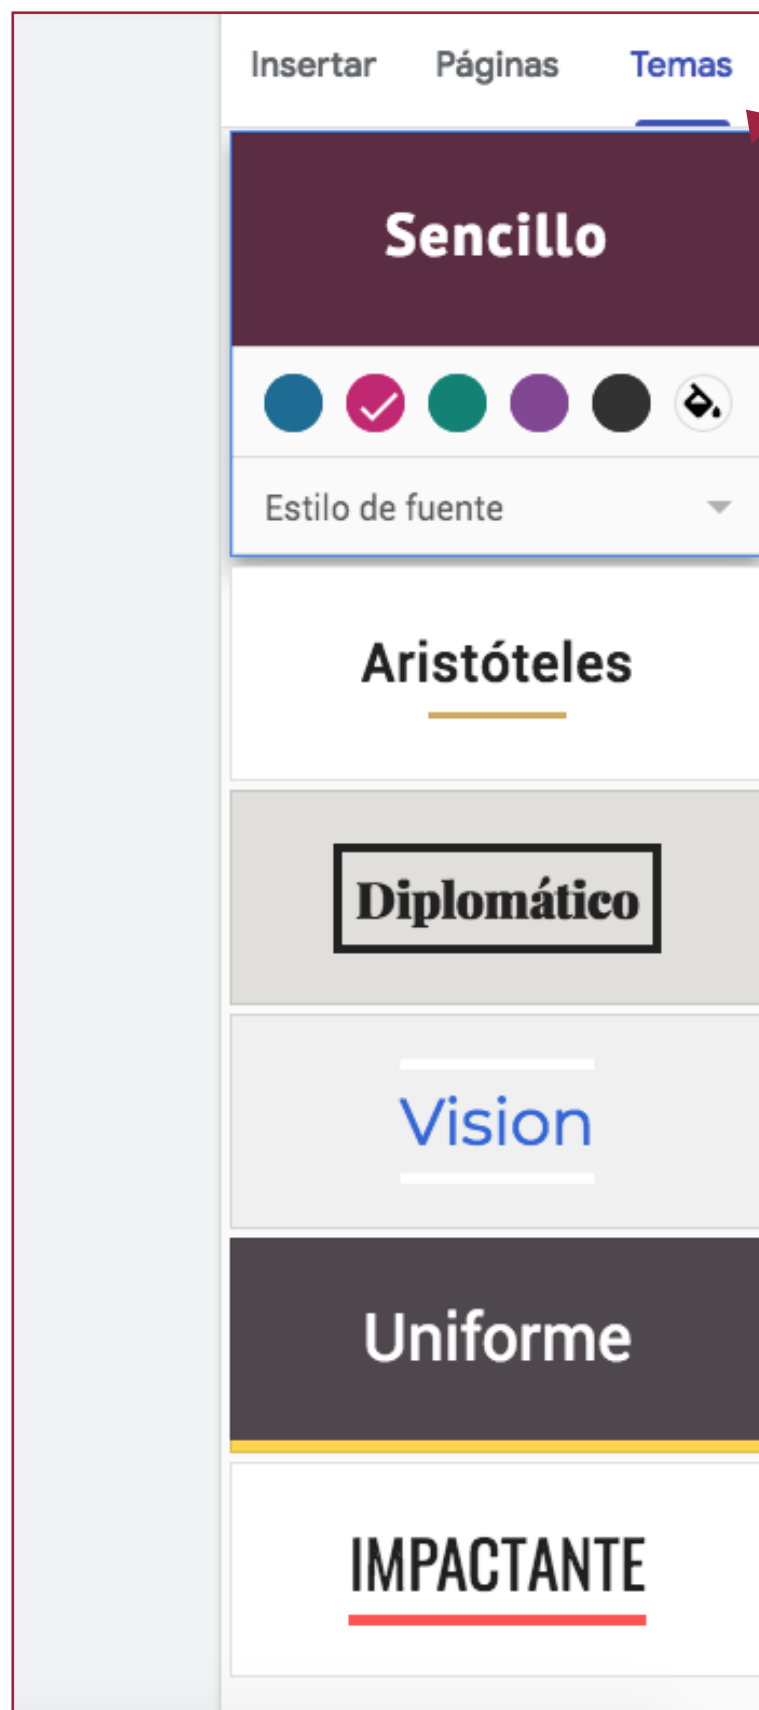 Insertar Páginas Temas
Sencillo
Estilo de fuente
Aristóteles
Diplomático
Vision
Uniforme
IMPACTANTE